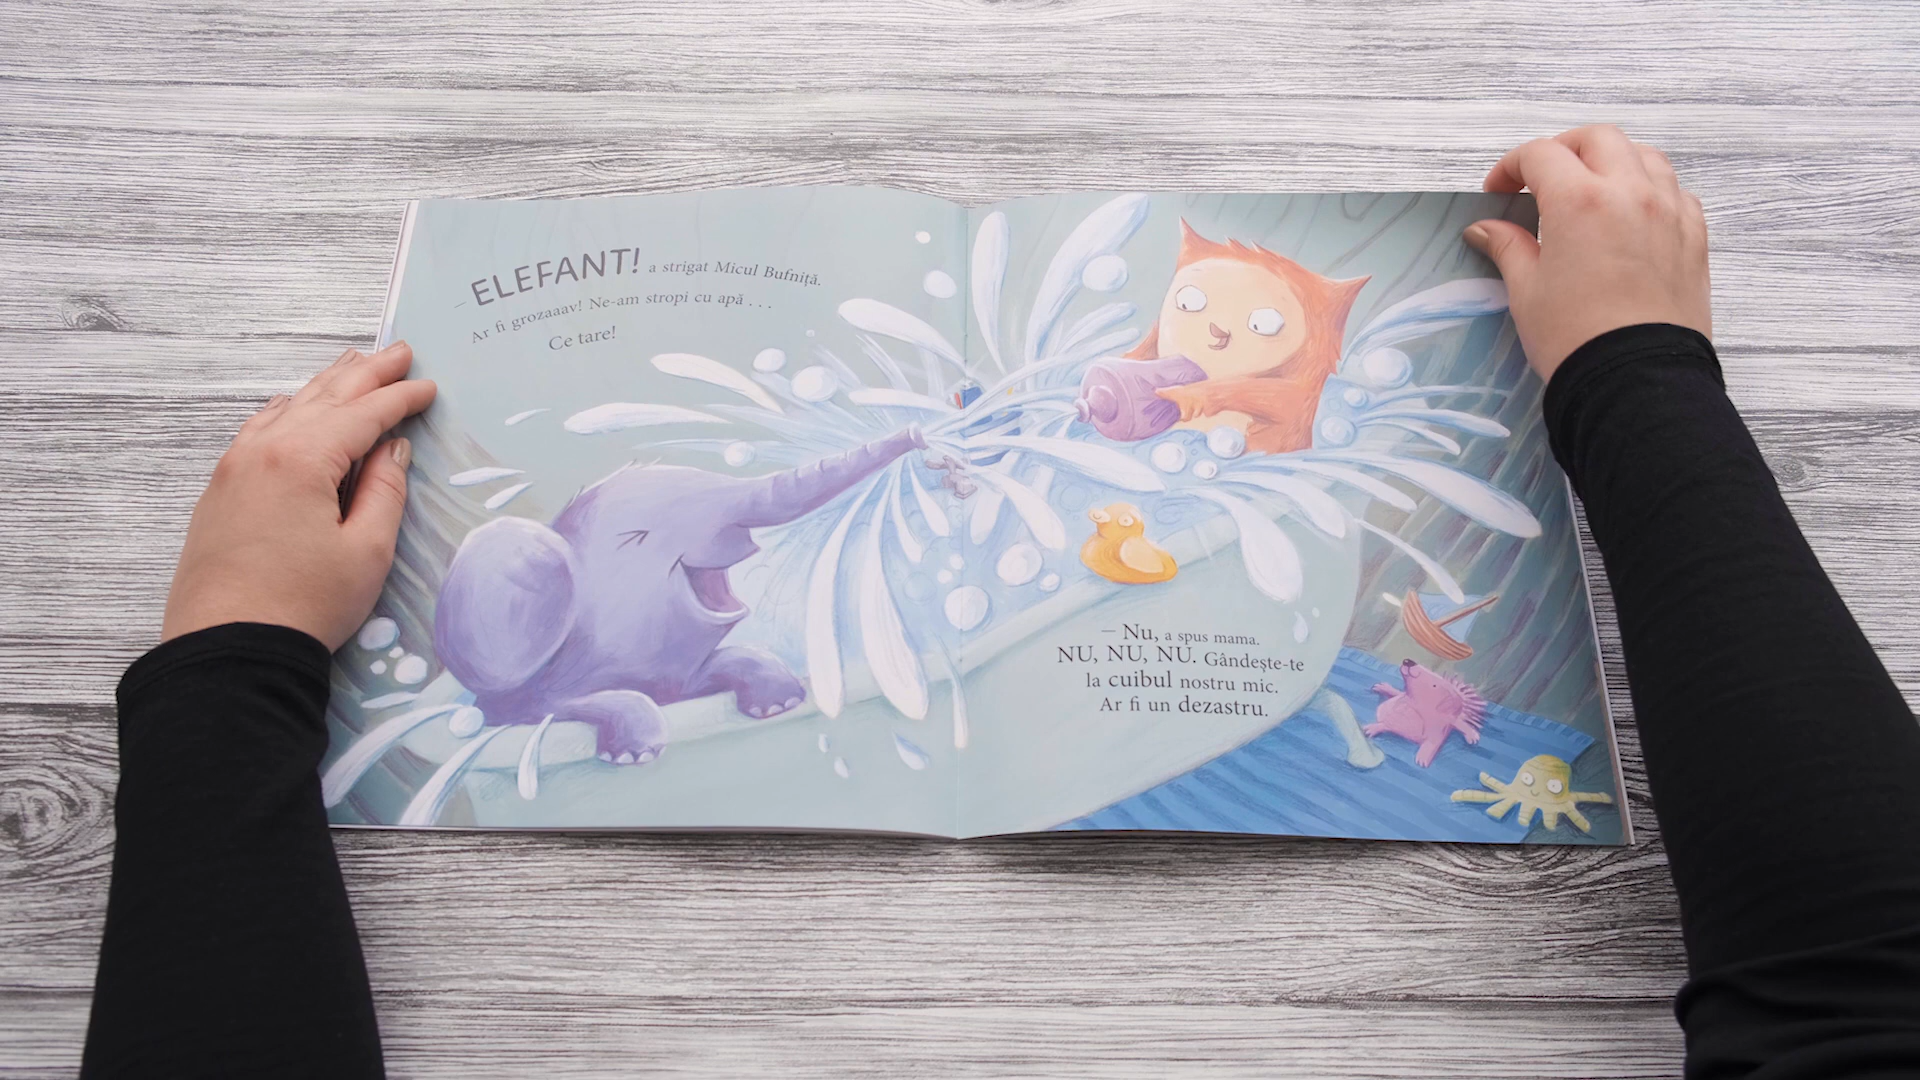 – ELEFANT! a strigat Micul Bufniță.
Ar fi grozaaav! Ne-am stropi cu apă . . .
Ce tare!
– Nu, a spus mama.
NU, NU, NU. Gândește-te
la cuibul nostru mic.
Ar fi un dezastru.